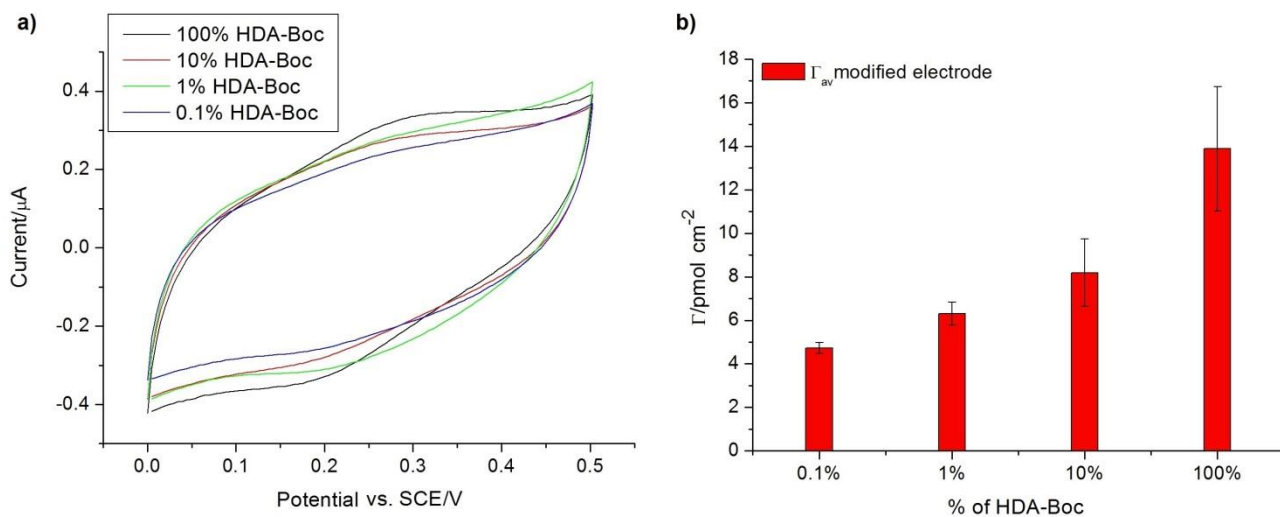 a)
100% HDA-Boc
10% HDA-Boc
1% HDA-Boc
0.1% HDA-Boc
0.4
0.2
0.0
-0.2
-0.4
Current/µA
0.0 0.1 0.2 0.3 0.4 0.5
Potential vs. SCE/V
b)
Γav modified electrode
18
16
14
12
10
8
6
4
2
0
Γ/pmol cm-2
0.1% 1% 10% 100%
% of HDA-Boc